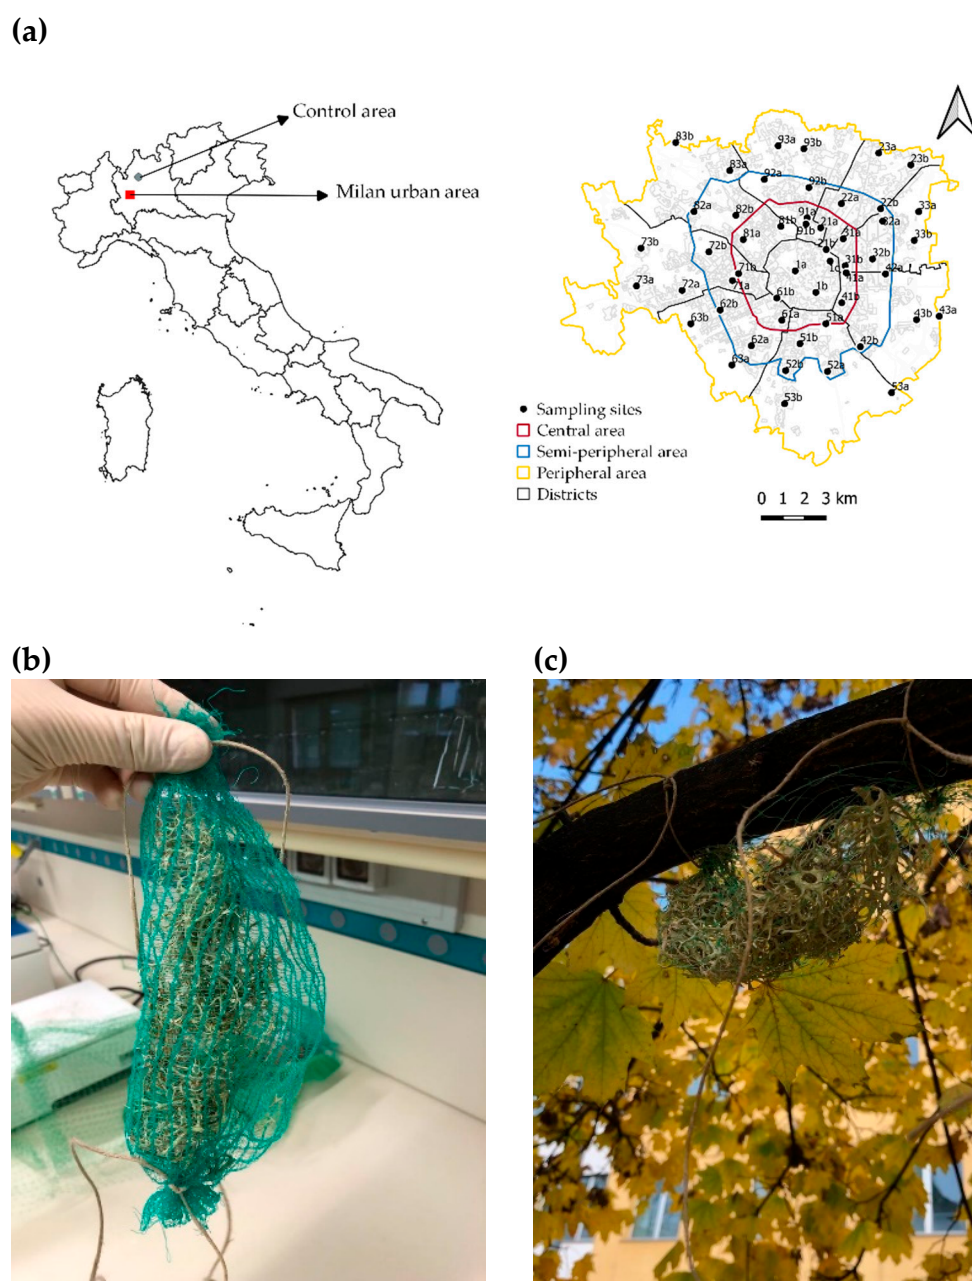 (a)
Control area
Milan urban area
83b
93a
93b
23a
23b
83a
92a
92b
82a
82b
22a
22b
32a
33a
91a
81b
91b
21a
81a
31a
33b
73b
72b
21b
32b
71b
1a
1c
31b
41a
42a
73a
72a
71a
61b
1b
41b
62b
63b
61a
51a
43b
43a
62a
51b
42b
63a
52b
52a
53a
53b
Sampling sites
Central area
Semi-peripheral area
Peripheral area
Districts
0 1 2 3 km
(b)
(c)